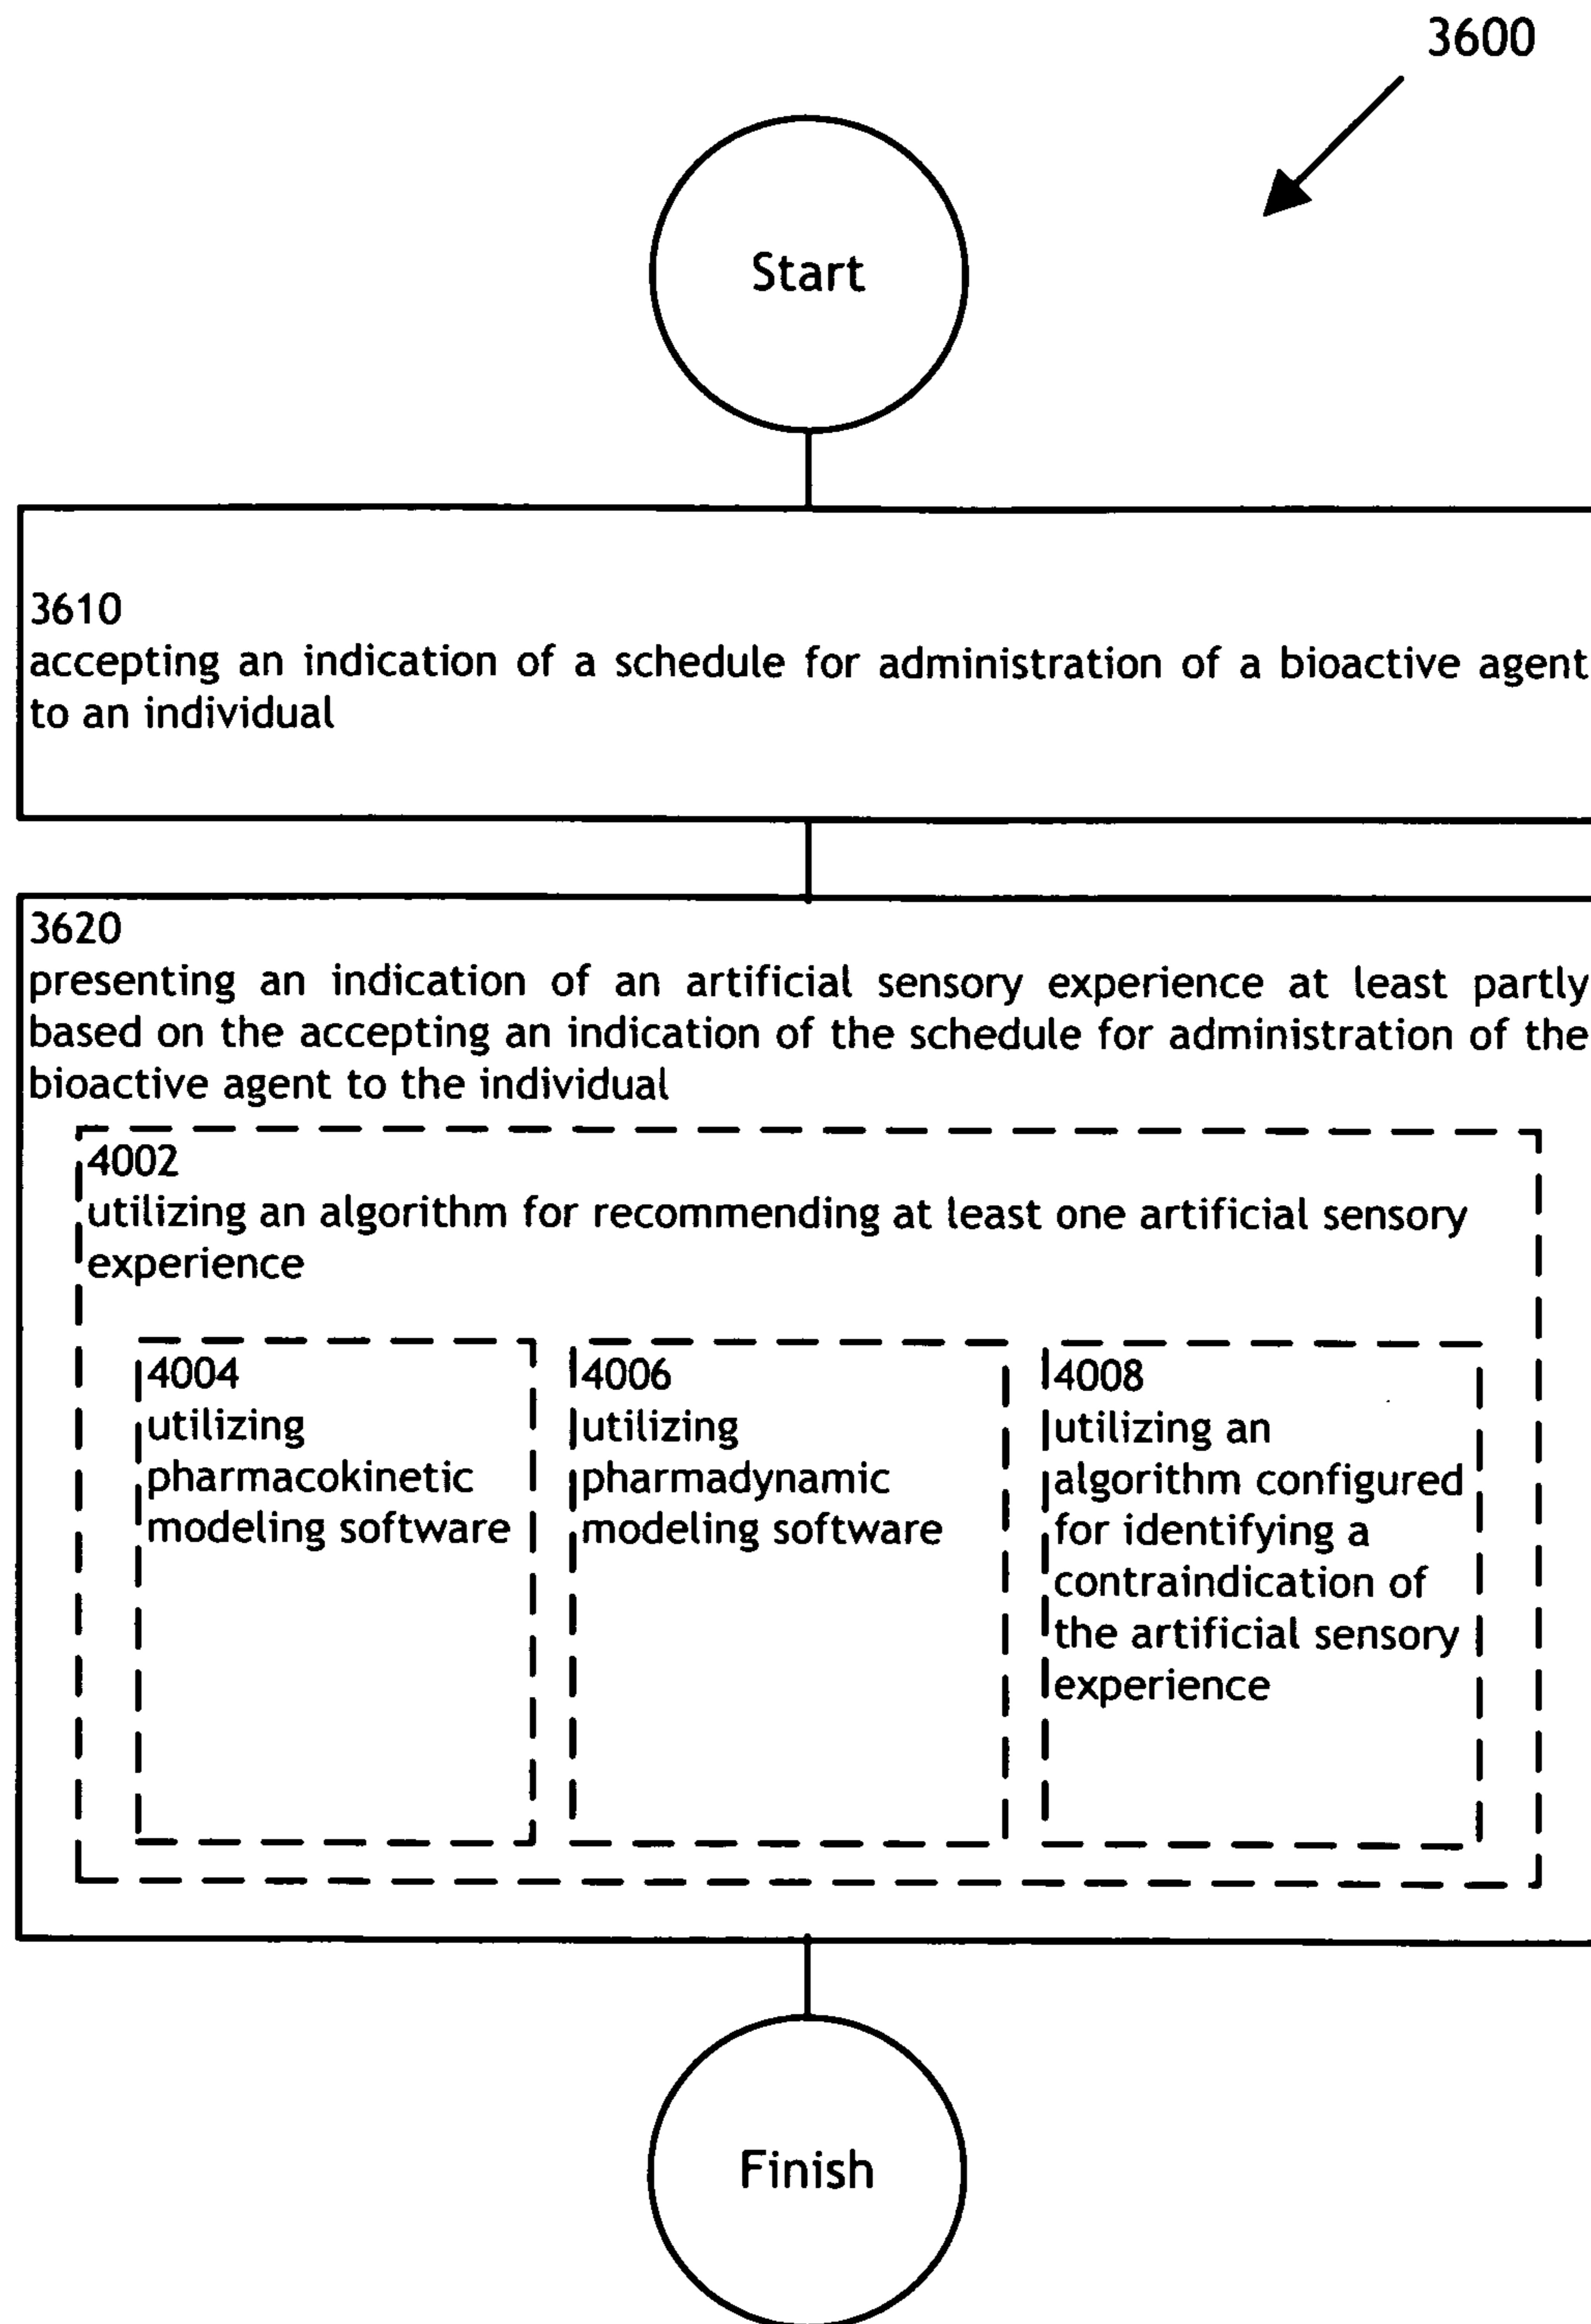 3600
Start
3610
accepting an indication of a schedule for administration of a bioactive agent
to an individual
3620
presenting an indication of an artificial sensory experience at least partly
based on the accepting an indication of the schedule for administration of the
bioactive agent to the individual
4002
utilizing an algorithm for recommending at least one artificial sensory
experience
4004
utilizing
pharmacokinetic
modeling software
4006
utilizing
pharmadynamic
modeling software
4008
utilizing an
algorithm configured
for identifying a
contraindication of
the artificial sensory
experience
Finish